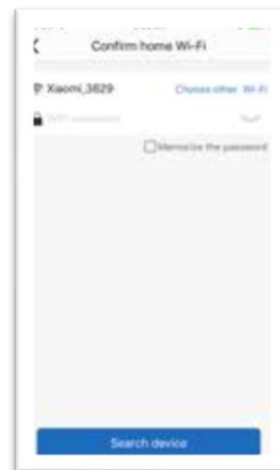 Confirm home Wi-Fi
Xiaomi_3829
Choose other Wi-Fi
Memorize the password
Search device